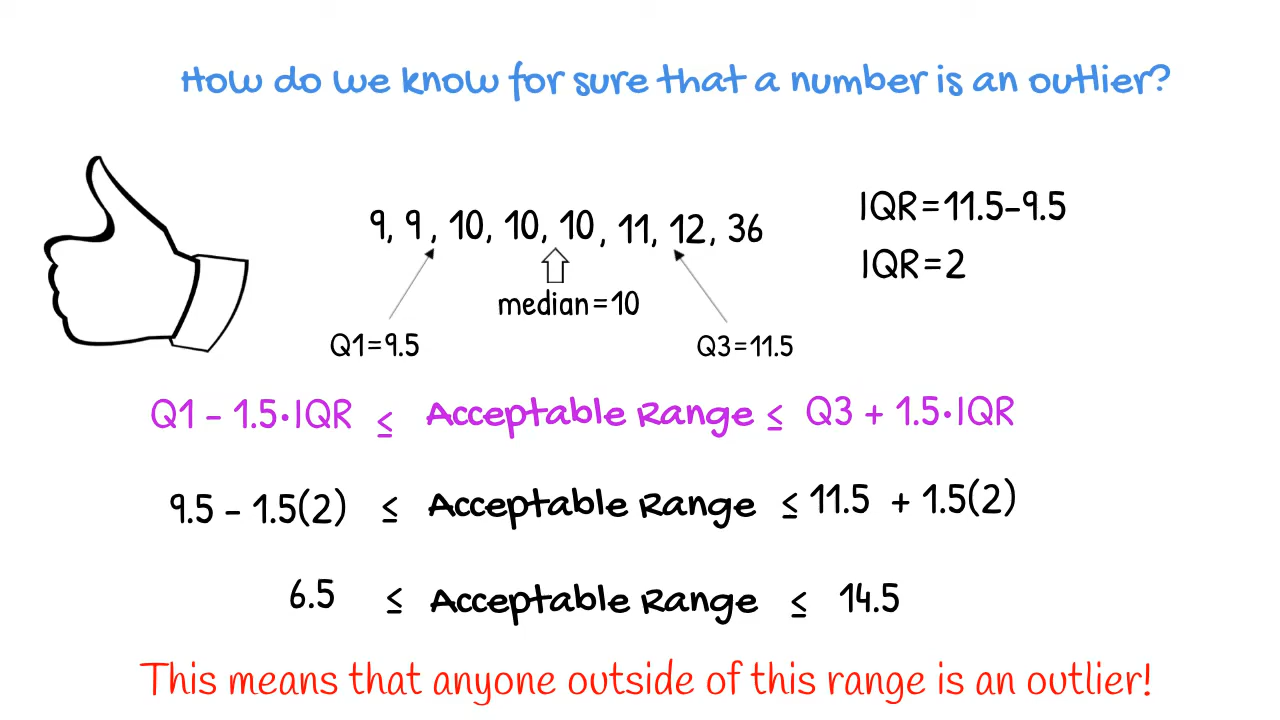 How do we know for sure that a number is an outlier?
9, 9, 10, 10, 10, 11, 12, 36
IQR=11.5-9.5
IQR=2
median=10
Q1=9.5
Q3=11.5
Q1 - 1.5·IQR ≤ Acceptable Range ≤ Q3 + 1.5·IQR
9.5 - 1.5(2) ≤ Acceptable Range ≤ 11.5 + 1.5(2)
6.5 ≤ Acceptable Range ≤ 14.5
This means that anyone outside of this range is an outlier!